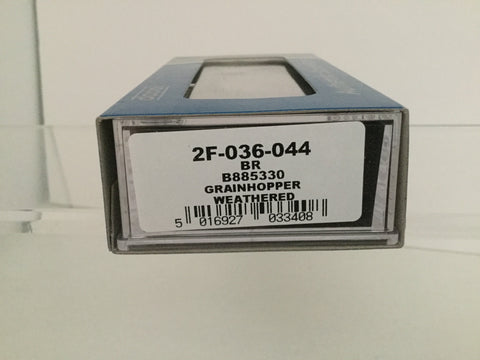 2F-036-044
BR
B885330
GRAINHOPPER
WEATHERED
5 016927 033408